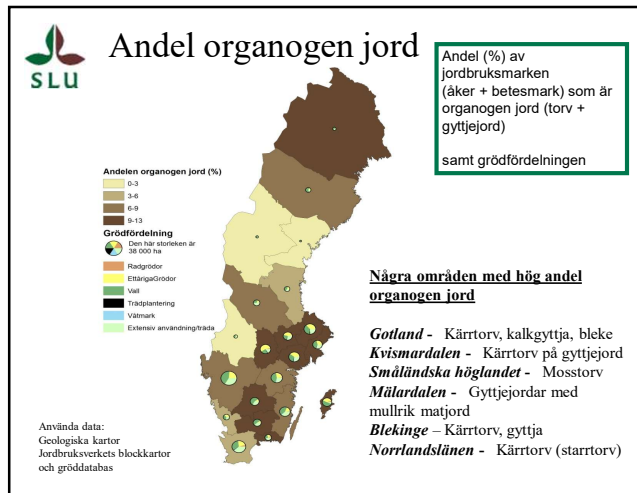 SLU
Andel organogen jord
Andel (%) av
jordbruksmarken
(åker + betesmark) som är
organogen jord (torv +
gyttjejord)
samt grödfördelningen
Andelen organogen jord (%)
0-3
3-6
6-9
9-13
Grödfördelning
Den här storleken är
38 000 ha
Radgrödor
EttårigaGrödor
Vall
Trädplantering
Våtmark
Extensiv användning/träda
Några områden med hög andel
organogen jord
Gotland - Kärrtorv, kalkgyttja, bleke
Kvismardalen - Kärrtorv på gyttjejord
Småländska höglandet - Mosstorv
Mälardalen - Gyttjejordar med
mullrik matjord
Blekinge – Kärrtorv, gyttja
Norrlandslänen - Kärrtorv (starrtorv)
Använda data:
Geologiska kartor
Jordbruksverkets blockkartor
och gröddatabas